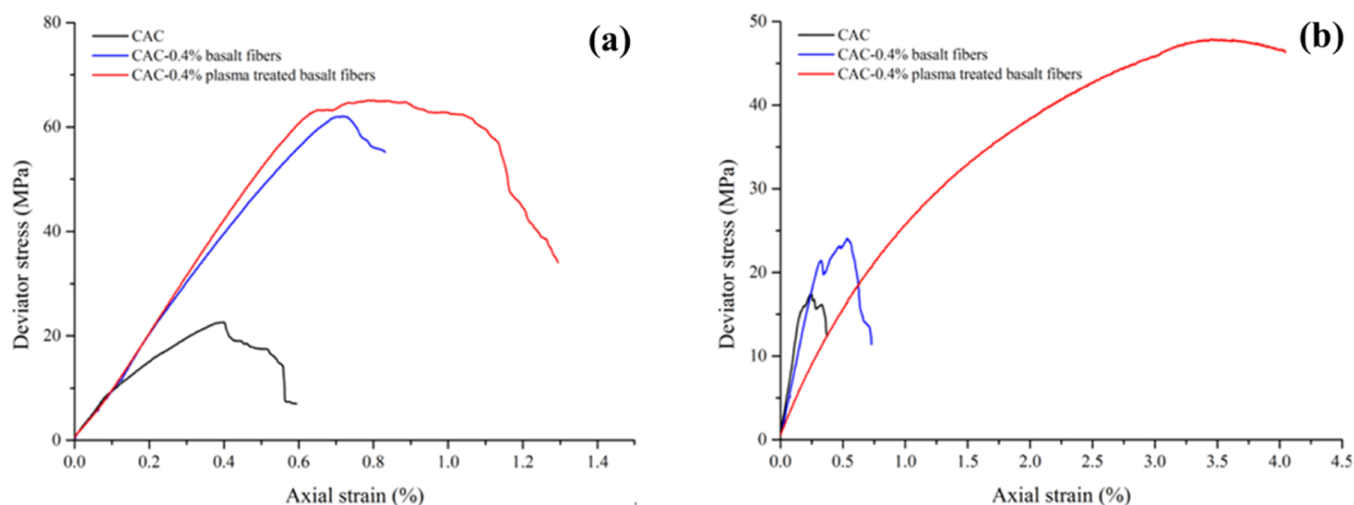 (a)
CAC
CAC-0.4% basalt fibers
CAC-0.4% plasma treated basalt fibers
Deviator stress (MPa)
80
60
40
20
0
0.0 0.2 0.4 0.6 0.8 1.0 1.2 1.4
Axial strain (%)
(b)
CAC
CAC-0.4% basalt fibers
CAC-0.4% plasma treated basalt fibers
Deviator stress (MPa)
50
40
30
20
10
0
0.0 0.5 1.0 1.5 2.0 2.5 3.0 3.5 4.0 4.5
Axial strain (%)